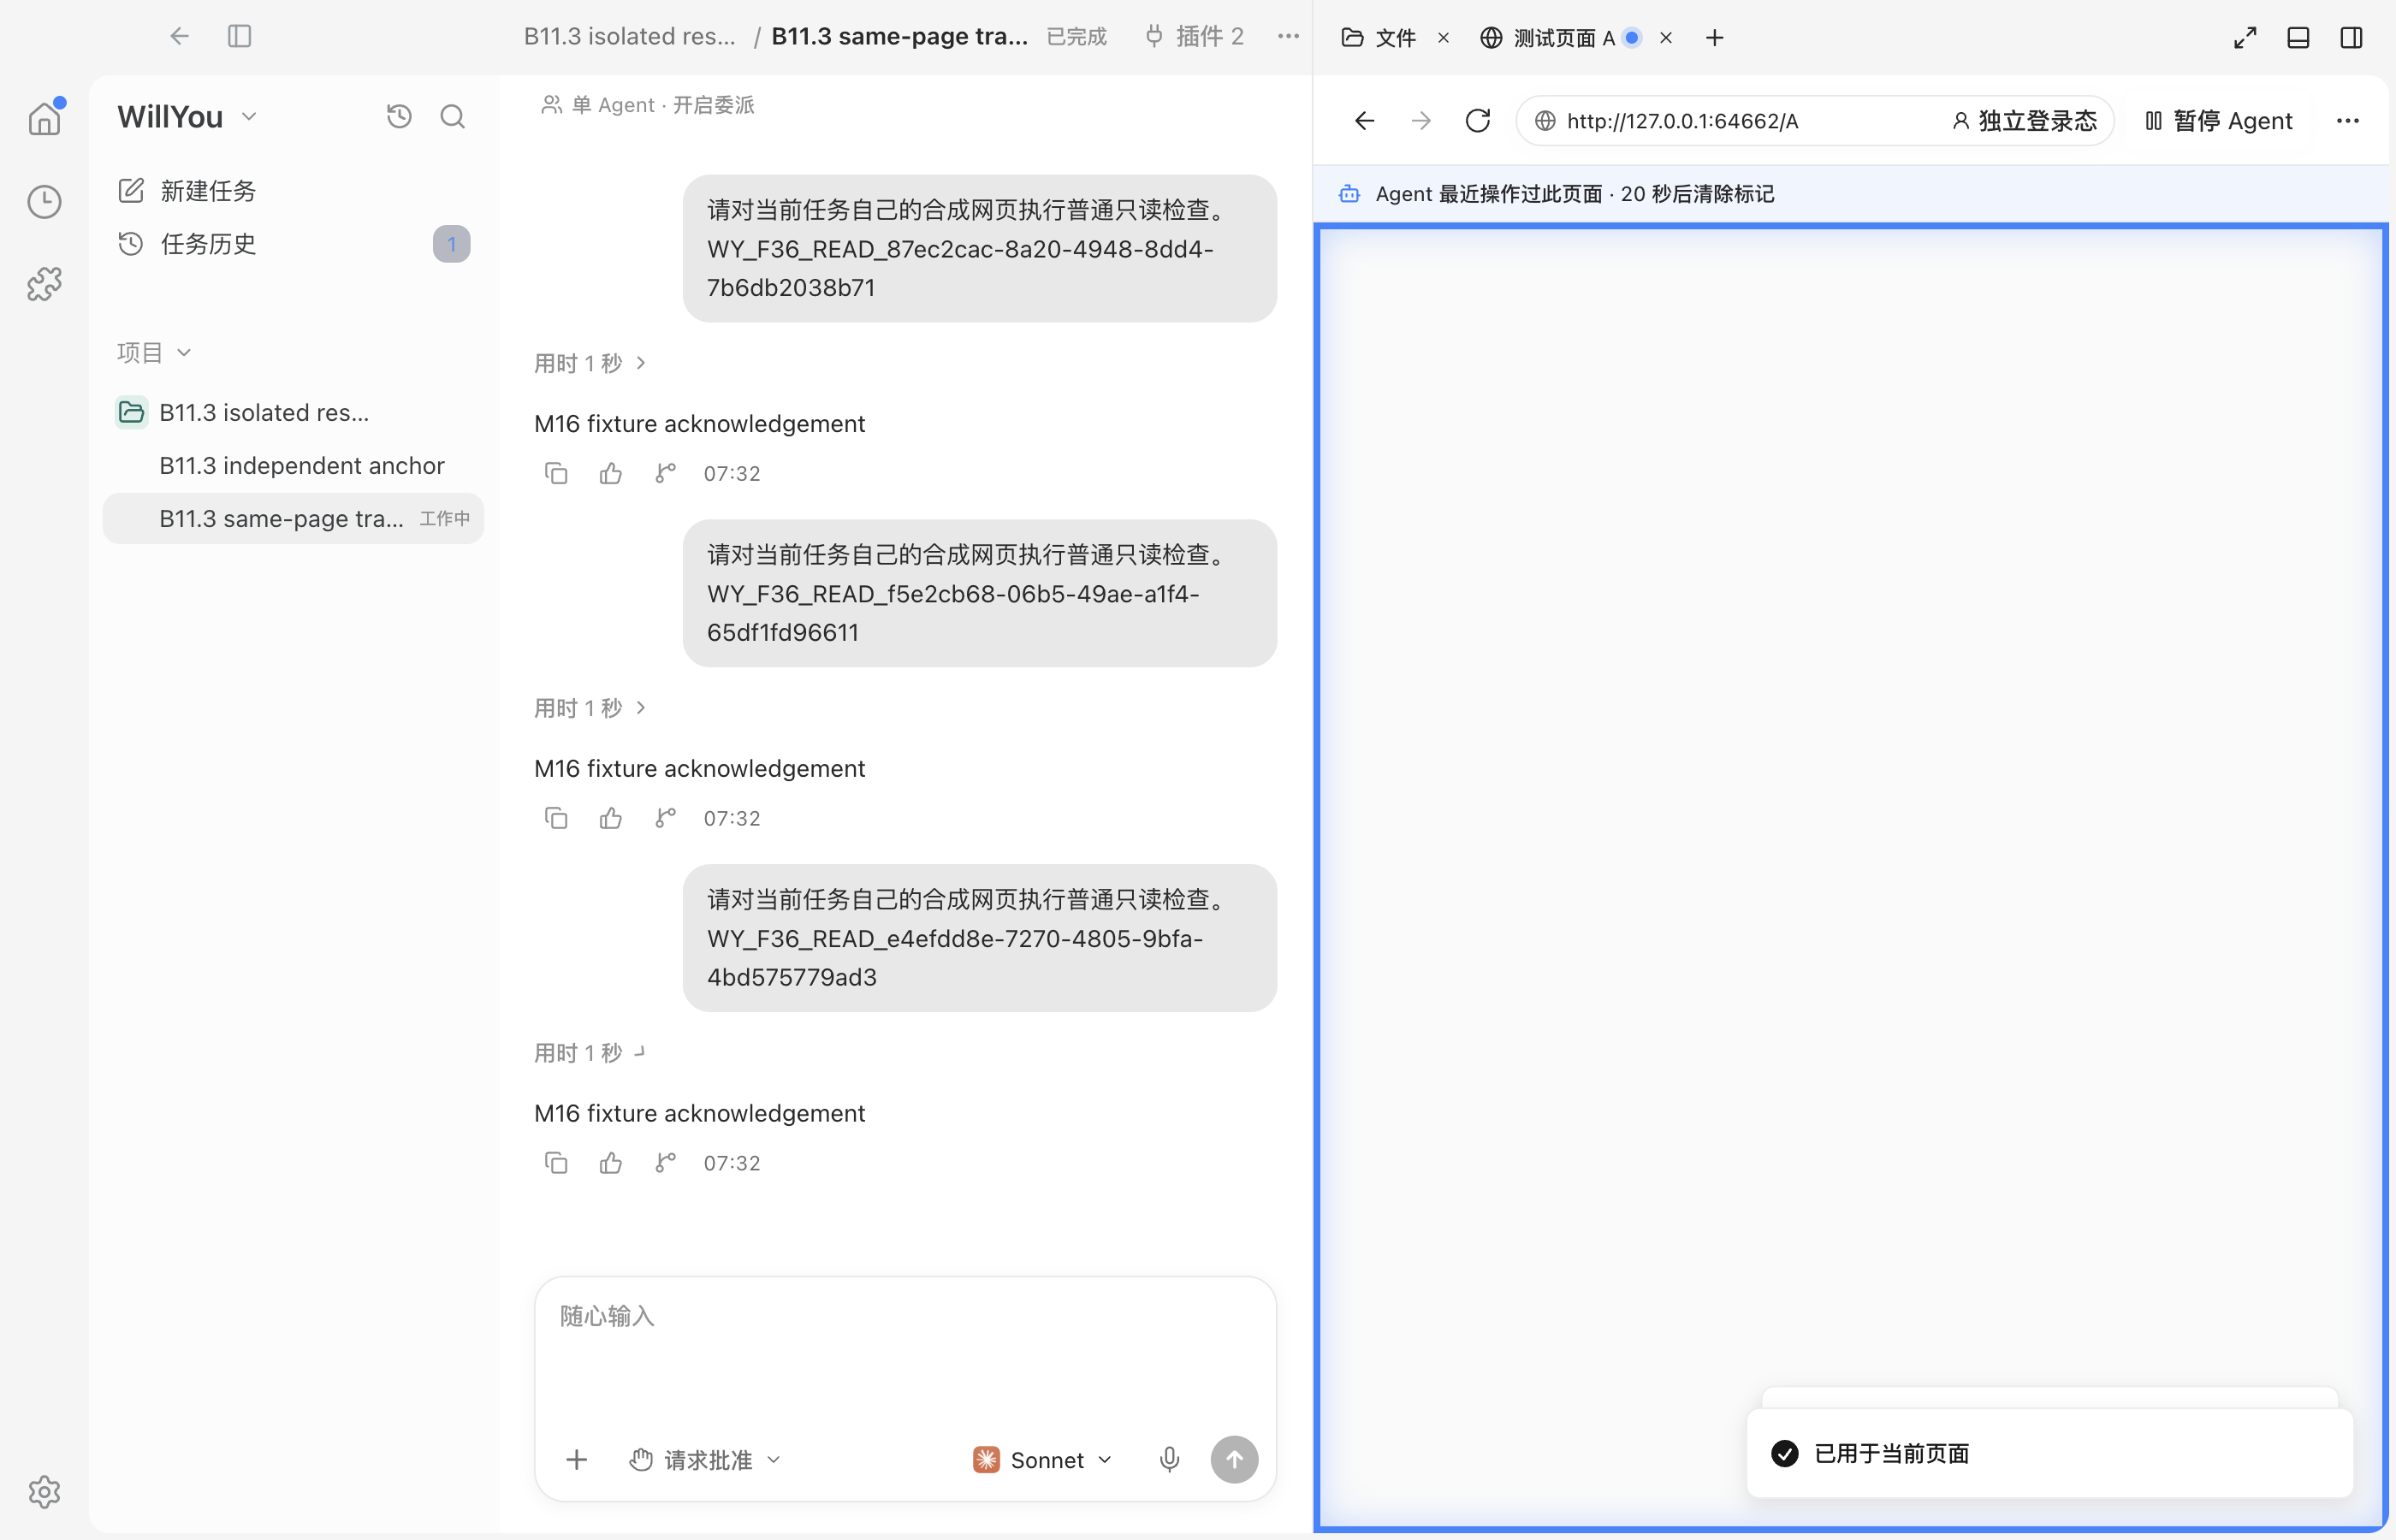 B11.3 isolated res... / B11.3 same-page tra... 已完成 插件 2
文件 测试页面 A
WillYou
新建任务
任务历史 1
项目
B11.3 isolated res...
B11.3 independent anchor
B11.3 same-page tra... 工作中
单 Agent · 开启委派
请对当前任务自己的合成网页执行普通只读检查。
WY_F36_READ_87ec2cac-8a20-4948-8dd4-
7b6db2038b71
用时 1 秒
M16 fixture acknowledgement
07:32
请对当前任务自己的合成网页执行普通只读检查。
WY_F36_READ_f5e2cb68-06b5-49ae-a1f4-
65df1fd96611
用时 1 秒
M16 fixture acknowledgement
07:32
请对当前任务自己的合成网页执行普通只读检查。
WY_F36_READ_e4efdd8e-7270-4805-9bfa-
4bd575779ad3
用时 1 秒
M16 fixture acknowledgement
07:32
随心输入
请求批准 Sonnet
http://127.0.0.1:64662/A 独立登录态 暂停 Agent
Agent 最近操作过此页面 · 20 秒后清除标记
已用于当前页面